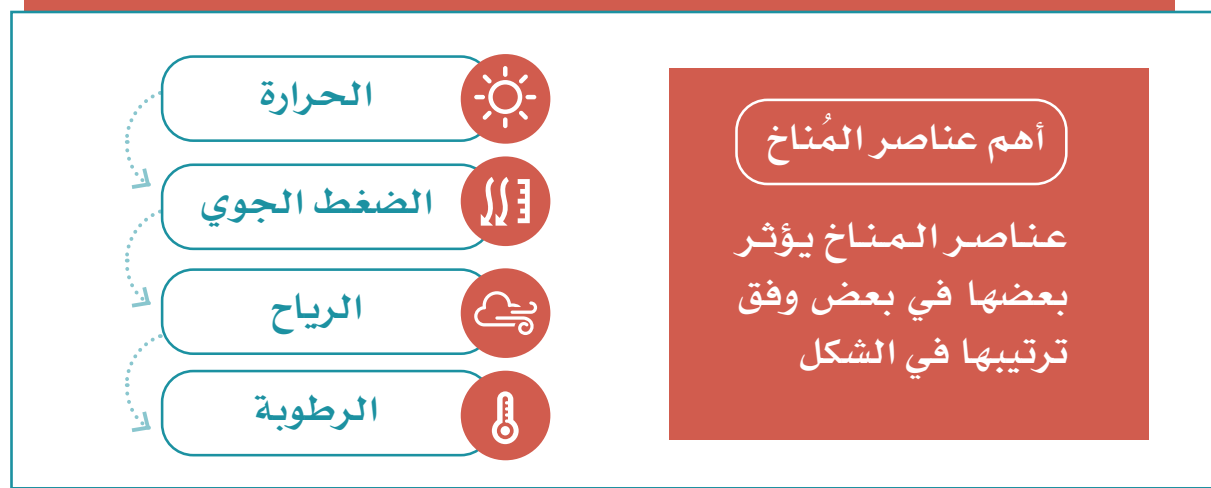 أهم عناصر المُناخ
عناصر المناخ يؤثر
بعضها في بعض وفق
ترتيبها في الشكل
الحرارة
الضغط الجوي
الرياح
الرطوبة